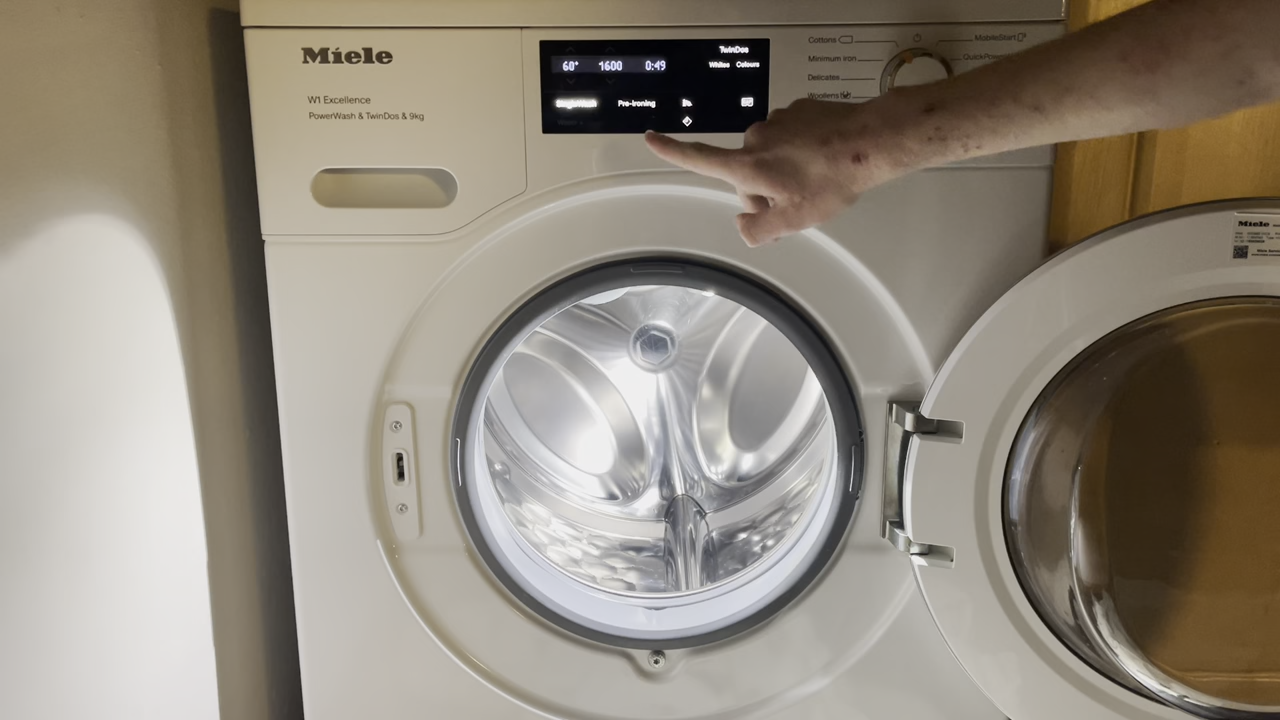 Miele
W1 Excellence
PowerWash & TwinDos & 9kg
TwinDos
60° 1600 0:49
Whites Colours
SingleWash Pre-ironing
Cottons
Minimum iron
Delicates
Woollens
MobileStart
Miele